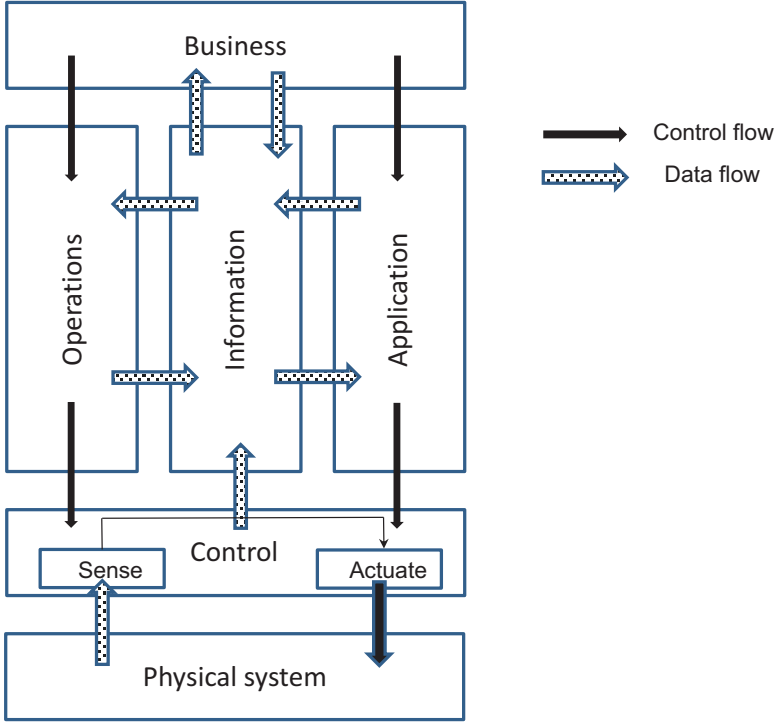 Business
Control flow
Data flow
Operations
Information
Application
Control
Sense
Actuate
Physical system